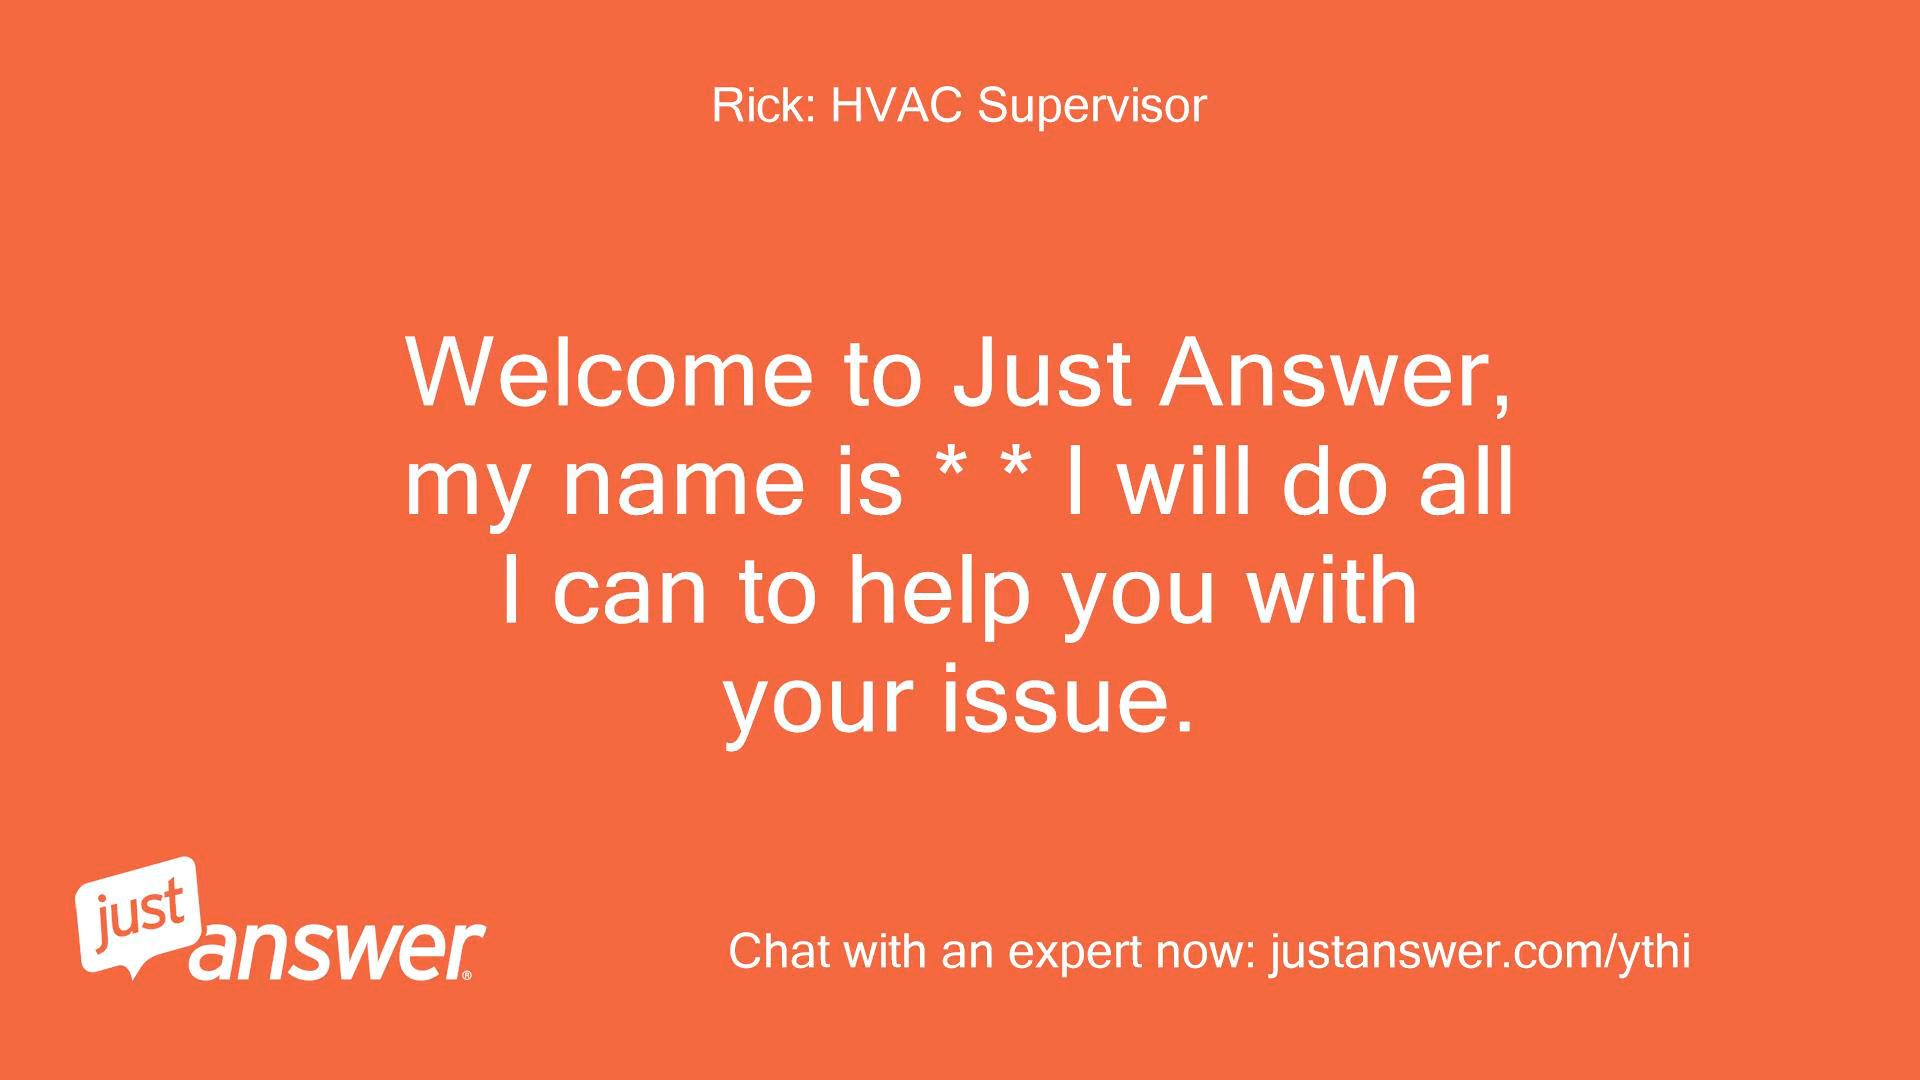 Rick: HVAC Supervisor
Welcome to Just Answer,
my name is * * I will do all
I can to help you with
your issue.
just
answer®
Chat with an expert now: justanswer.com/ythi